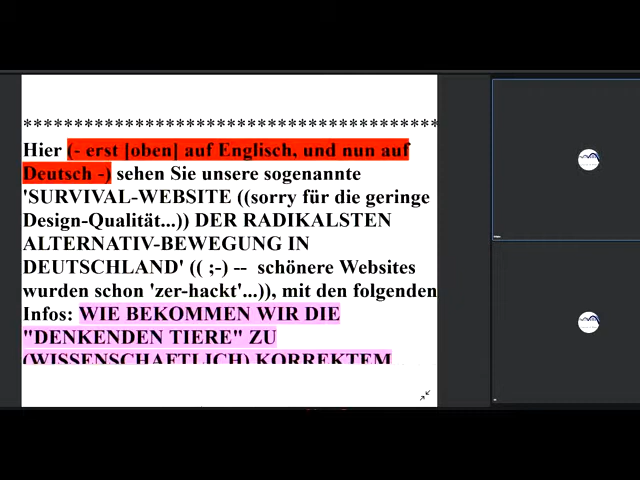 *****************************************
Hier (- erst |oben| auf Englisch, und nun auf
Deutsch -) sehen Sie unsere sogenannte
'SURVIVAL-WEBSITE ((sorry für die geringe
Design-Qualität...)) DER RADIKALSTEN
ALTERNATIV-BEWEGUNG IN
DEUTSCHLAND' (( ;-) -- schönere Websites
wurden schon 'zer-hackt'...)), mit den folgenden
Infos: WIE BEKOMMEN WIR DIE
"DENKENDEN TIERE" ZU
(WISSENSCHAFTLICH) KORREKTEM